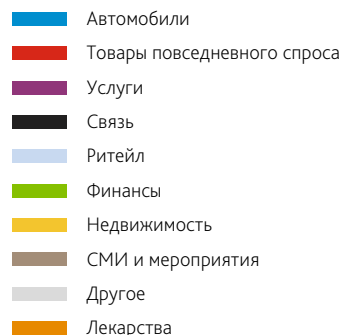 Автомобили
Товары повседневного спроса
Услуги
Связь
Ритейл
Финансы
Недвижимость
СМИ и мероприятия
Другое
Лекарства